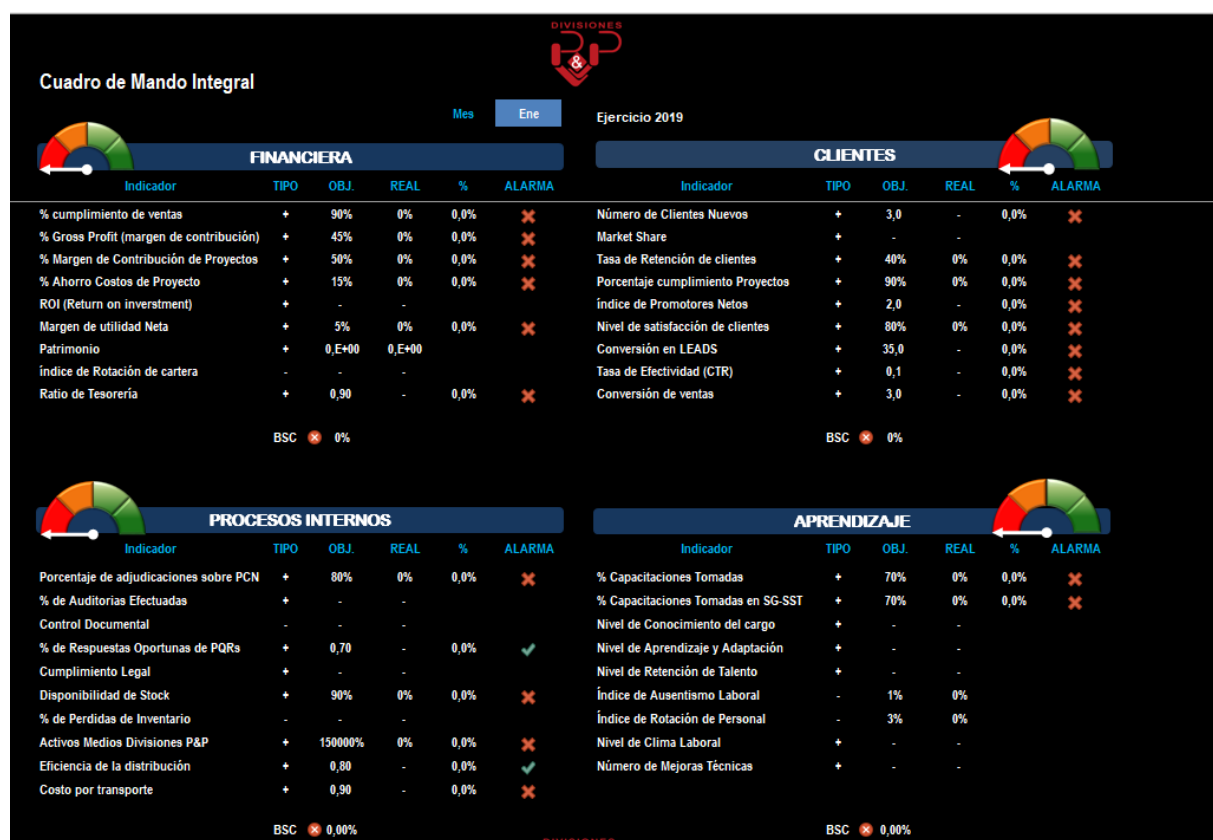 DIVISIONES
P&P
Cuadro de Mando Integral
Mes Ene Ejercicio 2019
FINANCIERA
Indicador TIPO OBJ. REAL % ALARMA
% cumplimiento de ventas + 90% 0% 0,0%
% Gross Profit (margen de contribución) + 45% 0% 0,0%
% Margen de Contribución de Proyectos + 50% 0% 0,0%
% Ahorro Costos de Proyecto + 15% 0% 0,0%
ROI (Return on inverstment) + - -
Margen de utilidad Neta + 5% 0% 0,0%
Patrimonio + 0,E+00 0,E+00
índice de Rotación de cartera - - -
Ratio de Tesorería + 0,90 - 0,0%
BSC 0%
CLIENTES
Indicador TIPO OBJ. REAL % ALARMA
Número de Clientes Nuevos + 3,0 - 0,0%
Market Share + - -
Tasa de Retención de clientes + 40% 0% 0,0%
Porcentaje cumplimiento Proyectos + 90% 0% 0,0%
índice de Promotores Netos + 2,0 - 0,0%
Nivel de satisfacción de clientes + 80% 0% 0,0%
Conversión en LEADS + 35,0 - 0,0%
Tasa de Efectividad (CTR) + 0,1 - 0,0%
Conversión de ventas + 3,0 - 0,0%
BSC 0%
PROCESOS INTERNOS
Indicador TIPO OBJ. REAL % ALARMA
Porcentaje de adjudicaciones sobre PCN + 80% 0% 0,0%
% de Auditorias Efectuadas + - -
Control Documental - - -
% de Respuestas Oportunas de PQRs + 0,70 - 0,0%
Cumplimiento Legal + - -
Disponibilidad de Stock + 90% 0% 0,0%
% de Perdidas de Inventario - - -
Activos Medios Divisiones P&P + 150000% 0% 0,0%
Eficiencia de la distribución + 0,80 - 0,0%
Costo por transporte + 0,90 - 0,0%
BSC 0,00%
APRENDIZAJE
Indicador TIPO OBJ. REAL % ALARMA
% Capacitaciones Tomadas + 70% 0% 0,0%
% Capacitaciones Tomadas en SG-SST + 70% 0% 0,0%
Nivel de Conocimiento del cargo + - -
Nivel de Aprendizaje y Adaptación + - -
Nivel de Retención de Talento + - -
Índice de Ausentismo Laboral - 1% 0%
Índice de Rotación de Personal - 3% 0%
Nivel de Clima Laboral + - -
Número de Mejoras Técnicas + - -
BSC 0,00%
DIVISIONES